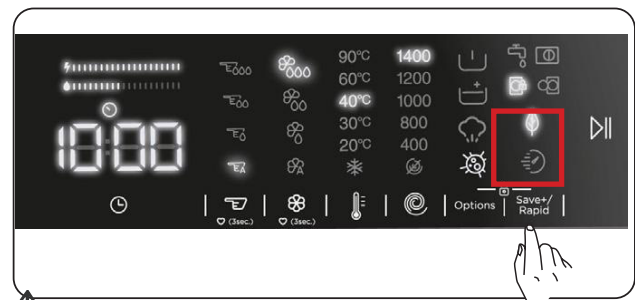 90°C 1400
60°C 1200
40°C 1000
30°C 800
20°C 400
10:00
A A
Options Save+/
Rapid
(3sec.) (3sec.)